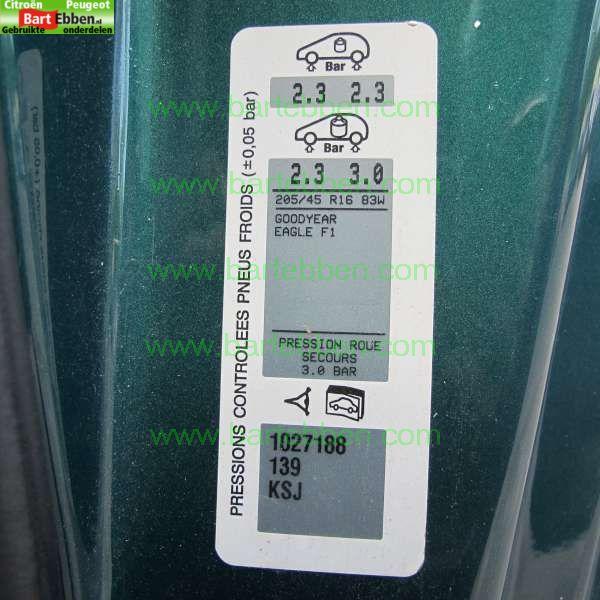 Citroën Peugeot
BartEbben.nl
Gebruikte onderdelen
PRESSIONS CONTROLEES PNEUS FROIDS (±0,05 bar)
Bar
2.3 2.3
www.bartebben.com
Bar
2.3 3.0
www.bartebben.com
205/45 R16 83W
GOODYEAR
EAGLE F1
www.bartebben.com
PRESSION ROUE
www.bartebben.com
SECOURS
3.0 BAR
1027188
www.bartebben.com
139
KSJ